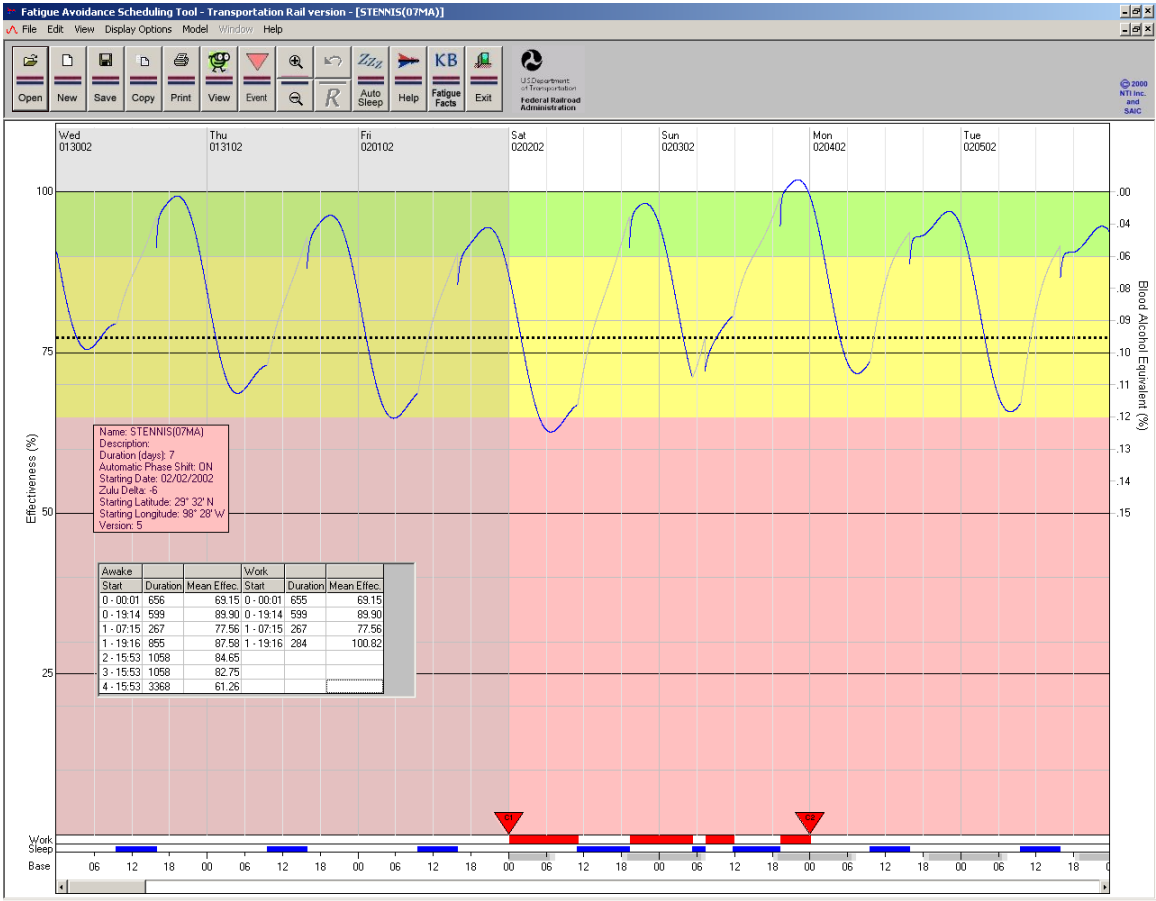 Fatigue Avoidance Scheduling Tool - Transportation Rail version - [STENNIS(07MA)]
File Edit View Display Options Model Window Help
Open New Save Copy Print View Event R ZZZ Auto Sleep Help KB Fatigue Facts Exit
U.S.Department
of Transportation
Federal Railroad
Administration
© 2000
NTI Inc.
and
SAIC
Wed Thu Fri Sat Sun Mon Tue
013002 013102 020102 020202 020302 020402 020502
100
75
50
25
Effectiveness (%)
.00
.04
.06
.08
.09
.10
.11
.12
.13
.14
.15
Blood Alcohol Equivalent (%)
Name: STENNIS(07MA)
Description:
Duration (days): 7
Automatic Phase Shift: ON
Starting Date: 02/02/2002
Zulu Delta: -6
Starting Latitude: 29° 32' N
Starting Longitude: 98° 28' W
Version: 5
Awake Work
Start Duration Mean Effec. Start Duration Mean Effec.
0 - 00:01 656 69.15 0 - 00:01 655 69.15
0 - 19:14 599 89.90 0 - 19:14 599 89.90
1 - 07:15 267 77.56 1 - 07:15 267 77.56
1 - 19:16 855 87.58 1 - 19:16 284 100.82
2 - 15:53 1058 84.65
3 - 15:53 1058 82.75
4 - 15:53 3368 61.26
Work
Sleep
Base 06 12 18 00 06 12 18 00 06 12 18 00 06 12 18 00 06 12 18 00 06 12 18 00 06 12 18